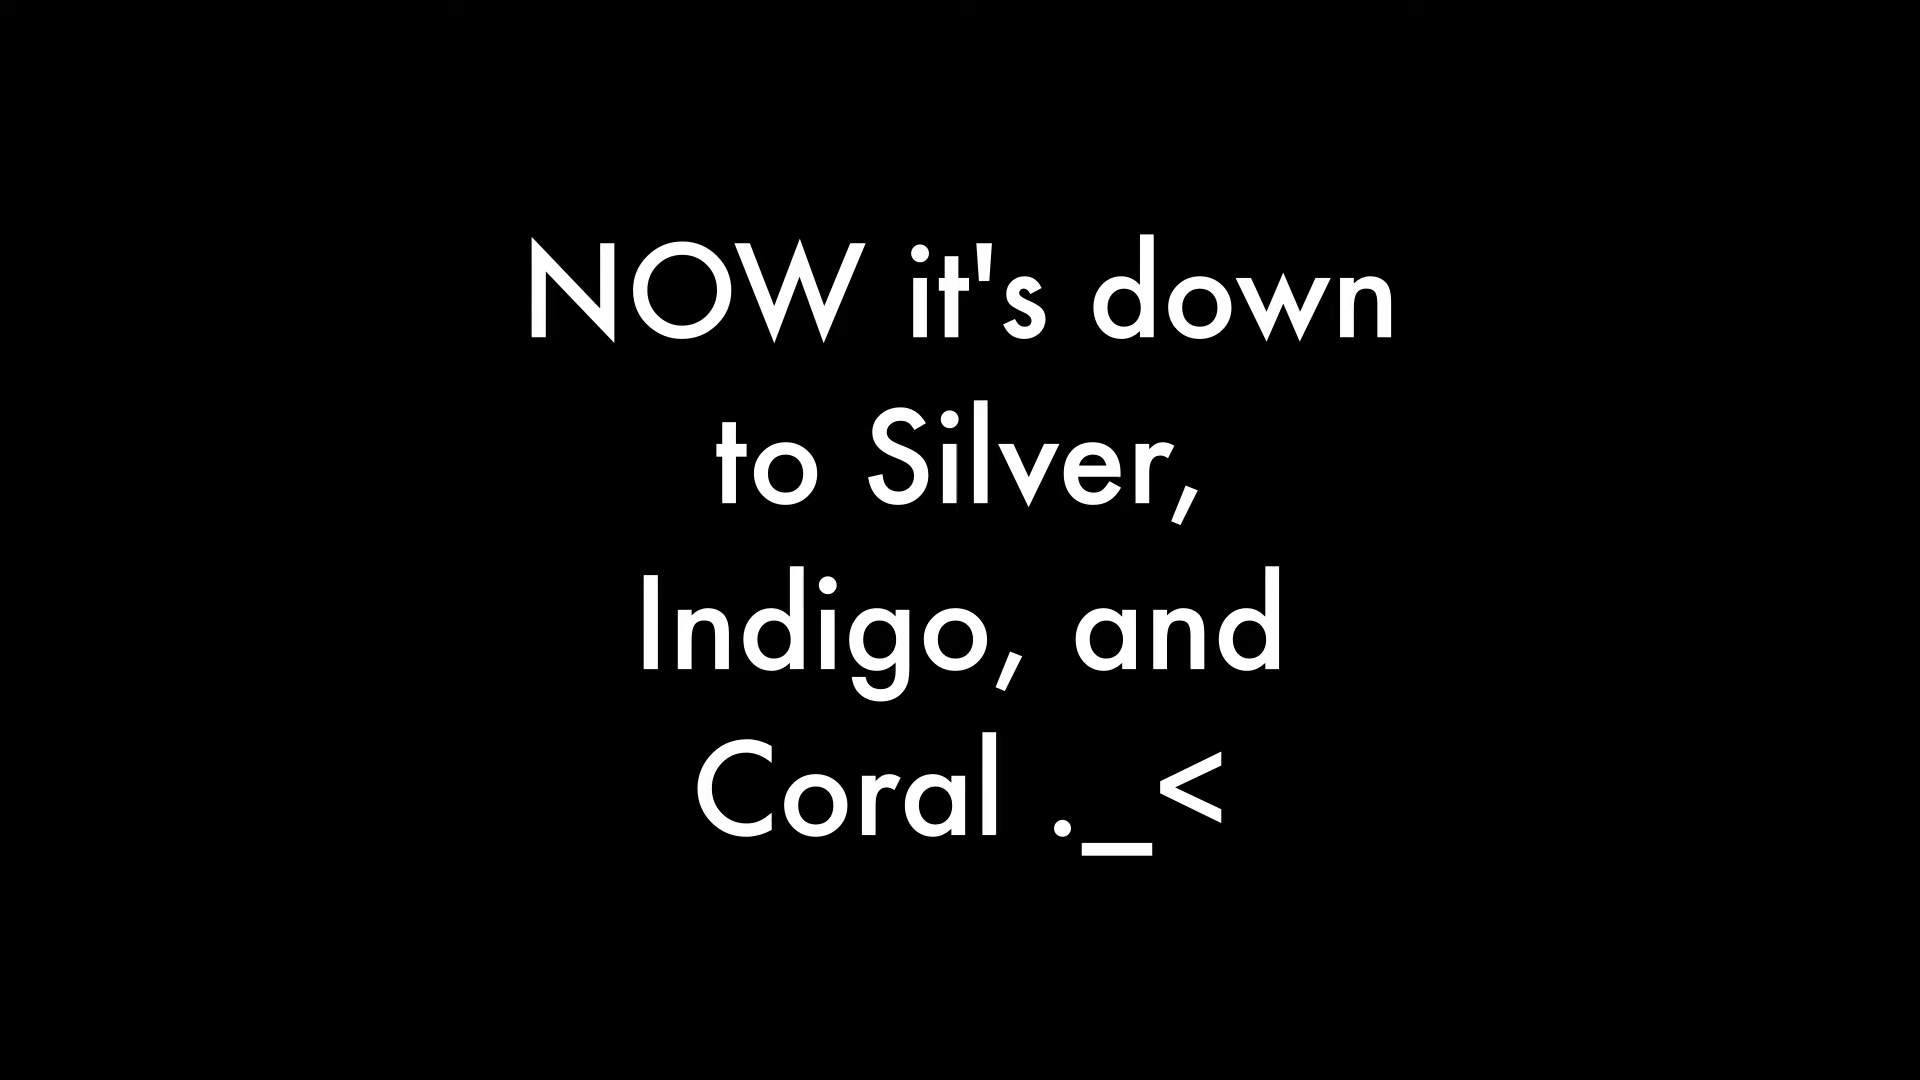 NOW it's down
to Silver,
Indigo, and
Coral ._<